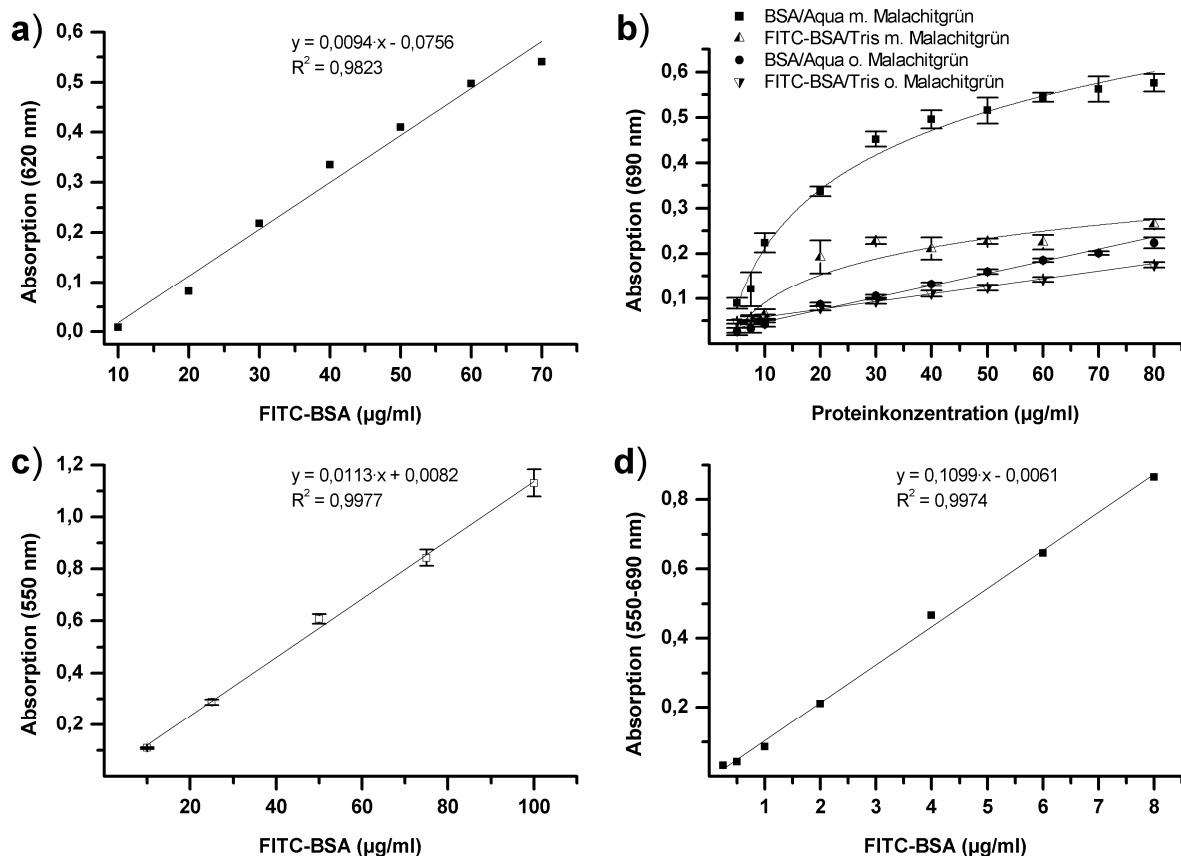 a)
y = 0,0094·x - 0,0756
R² = 0,9823
0,6
0,5
0,4
0,3
0,2
0,1
0,0
Absorption (620 nm)
10 20 30 40 50 60 70
FITC-BSA (µg/ml)
b)
BSA/Aqua m. Malachitgrün
FITC-BSA/Tris m. Malachitgrün
BSA/Aqua o. Malachitgrün
FITC-BSA/Tris o. Malachitgrün
0,6
0,5
0,4
0,3
0,2
0,1
Absorption (690 nm)
10 20 30 40 50 60 70 80
Proteinkonzentration (µg/ml)
c)
y = 0,0113·x + 0,0082
R² = 0,9977
1,2
1,0
0,8
0,6
0,4
0,2
Absorption (550 nm)
20 40 60 80 100
FITC-BSA (µg/ml)
d)
y = 0,1099·x - 0,0061
R² = 0,9974
0,8
0,6
0,4
0,2
Absorption (550-690 nm)
1 2 3 4 5 6 7 8
FITC-BSA (µg/ml)